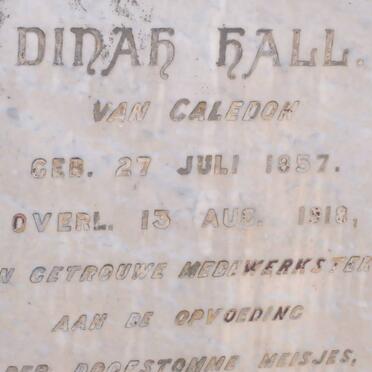 DINAH HALL.
VAN CALEDON
GEB. 27 JULI 1857.
OVERL. 13 AUG. 1918,
N GETROUWE MEDEWERKSTER
AAN DE OPVOEDING
DER DOOFSTOMME MEISJES,